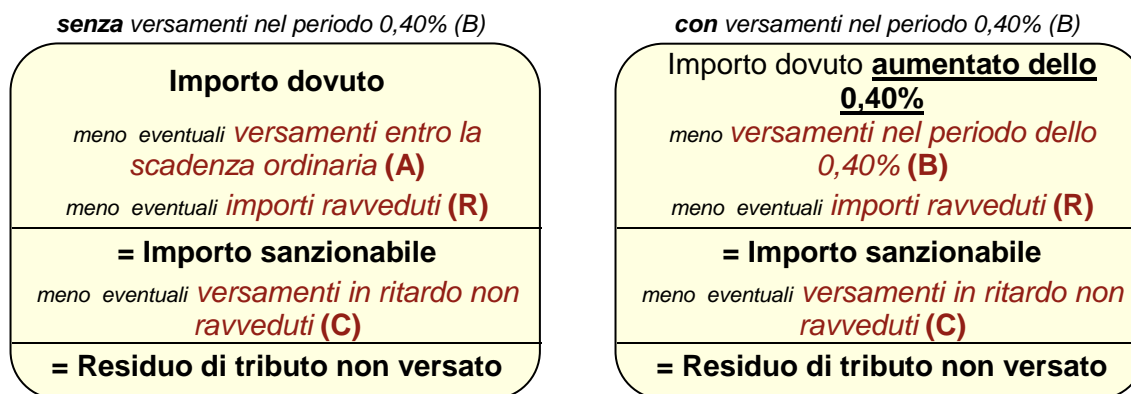 senza versamenti nel periodo 0,40% (B)
Importo dovuto
meno eventuali versamenti entro la
scadenza ordinaria (A)
meno eventuali importi ravveduti (R)
= Importo sanzionabile
meno eventuali versamenti in ritardo non
ravveduti (C)
= Residuo di tributo non versato
con versamenti nel periodo 0,40% (B)
Importo dovuto aumentato dello
0,40%
meno versamenti nel periodo dello
0,40% (B)
meno eventuali importi ravveduti (R)
= Importo sanzionabile
meno eventuali versamenti in ritardo non
ravveduti (C)
= Residuo di tributo non versato